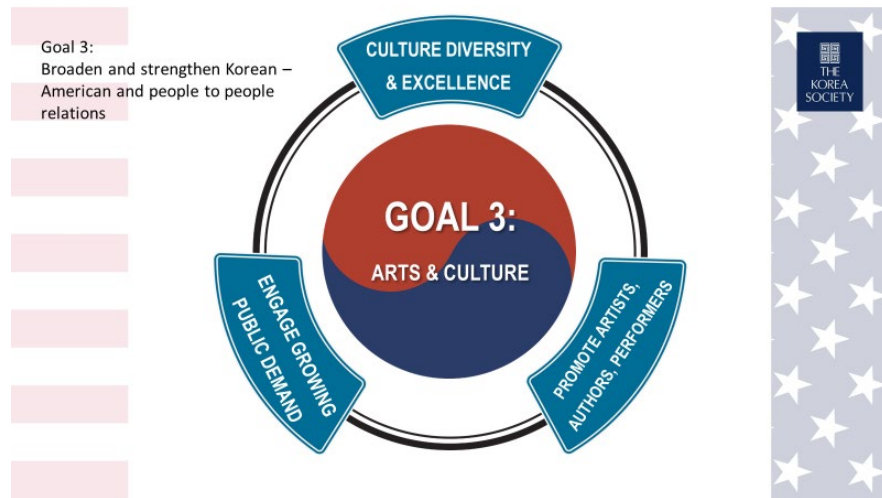 Goal 3:
Broaden and strengthen Korean –
American and people to people
relations
CULTURE DIVERSITY
& EXCELLENCE
THE
KOREA
SOCIETY
GOAL 3:
ARTS & CULTURE
ENGAGE GROWING
PUBLIC DEMAND
PROMOTE ARTISTS,
AUTHORS, PERFORMERS